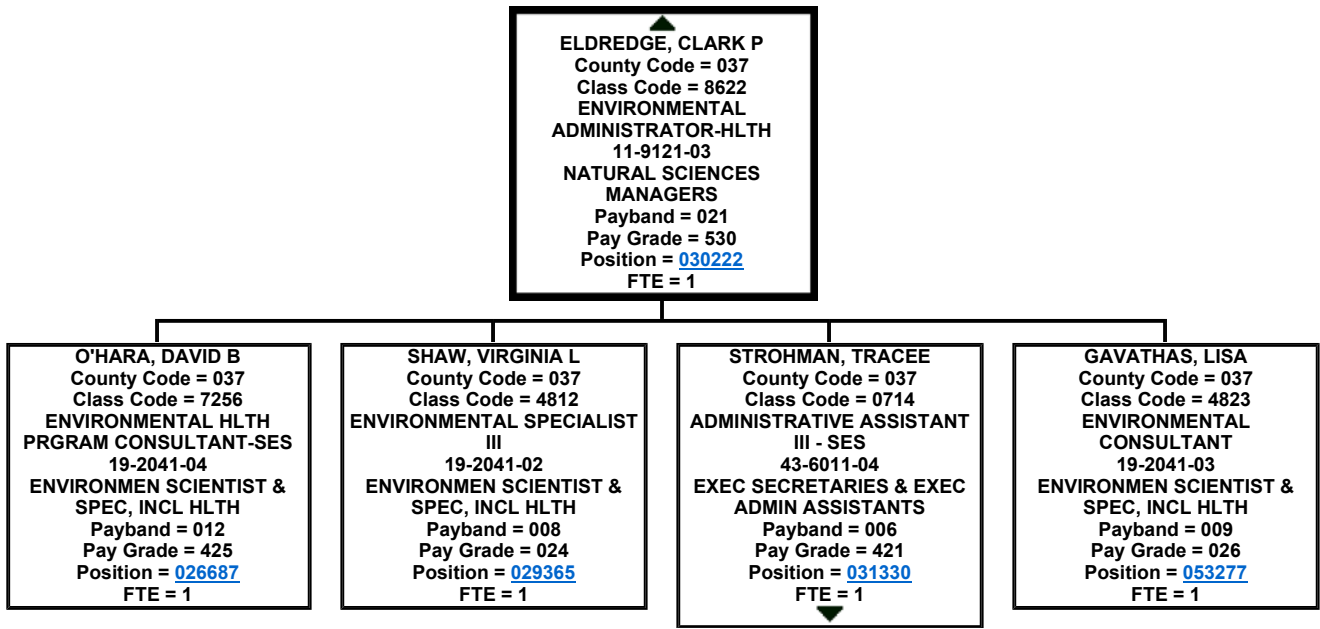 ELDREDGE, CLARK P
County Code = 037
Class Code = 8622
ENVIRONMENTAL
ADMINISTRATOR-HLTH
11-9121-03
NATURAL SCIENCES
MANAGERS
Payband = 021
Pay Grade = 530
Position = 030222
FTE = 1
O'HARA, DAVID B
County Code = 037
Class Code = 7256
ENVIRONMENTAL HLTH
PRGRAM CONSULTANT-SES
19-2041-04
ENVIRONMEN SCIENTIST &
SPEC, INCL HLTH
Payband = 012
Pay Grade = 425
Position = 026687
FTE = 1
SHAW, VIRGINIA L
County Code = 037
Class Code = 4812
ENVIRONMENTAL SPECIALIST
III
19-2041-02
ENVIRONMEN SCIENTIST &
SPEC, INCL HLTH
Payband = 008
Pay Grade = 024
Position = 029365
FTE = 1
STROHMAN, TRACEE
County Code = 037
Class Code = 0714
ADMINISTRATIVE ASSISTANT
III - SES
43-6011-04
EXEC SECRETARIES & EXEC
ADMIN ASSISTANTS
Payband = 006
Pay Grade = 421
Position = 031330
FTE = 1
GAVATHAS, LISA
County Code = 037
Class Code = 4823
ENVIRONMENTAL
CONSULTANT
19-2041-03
ENVIRONMEN SCIENTIST &
SPEC, INCL HLTH
Payband = 009
Pay Grade = 026
Position = 053277
FTE = 1